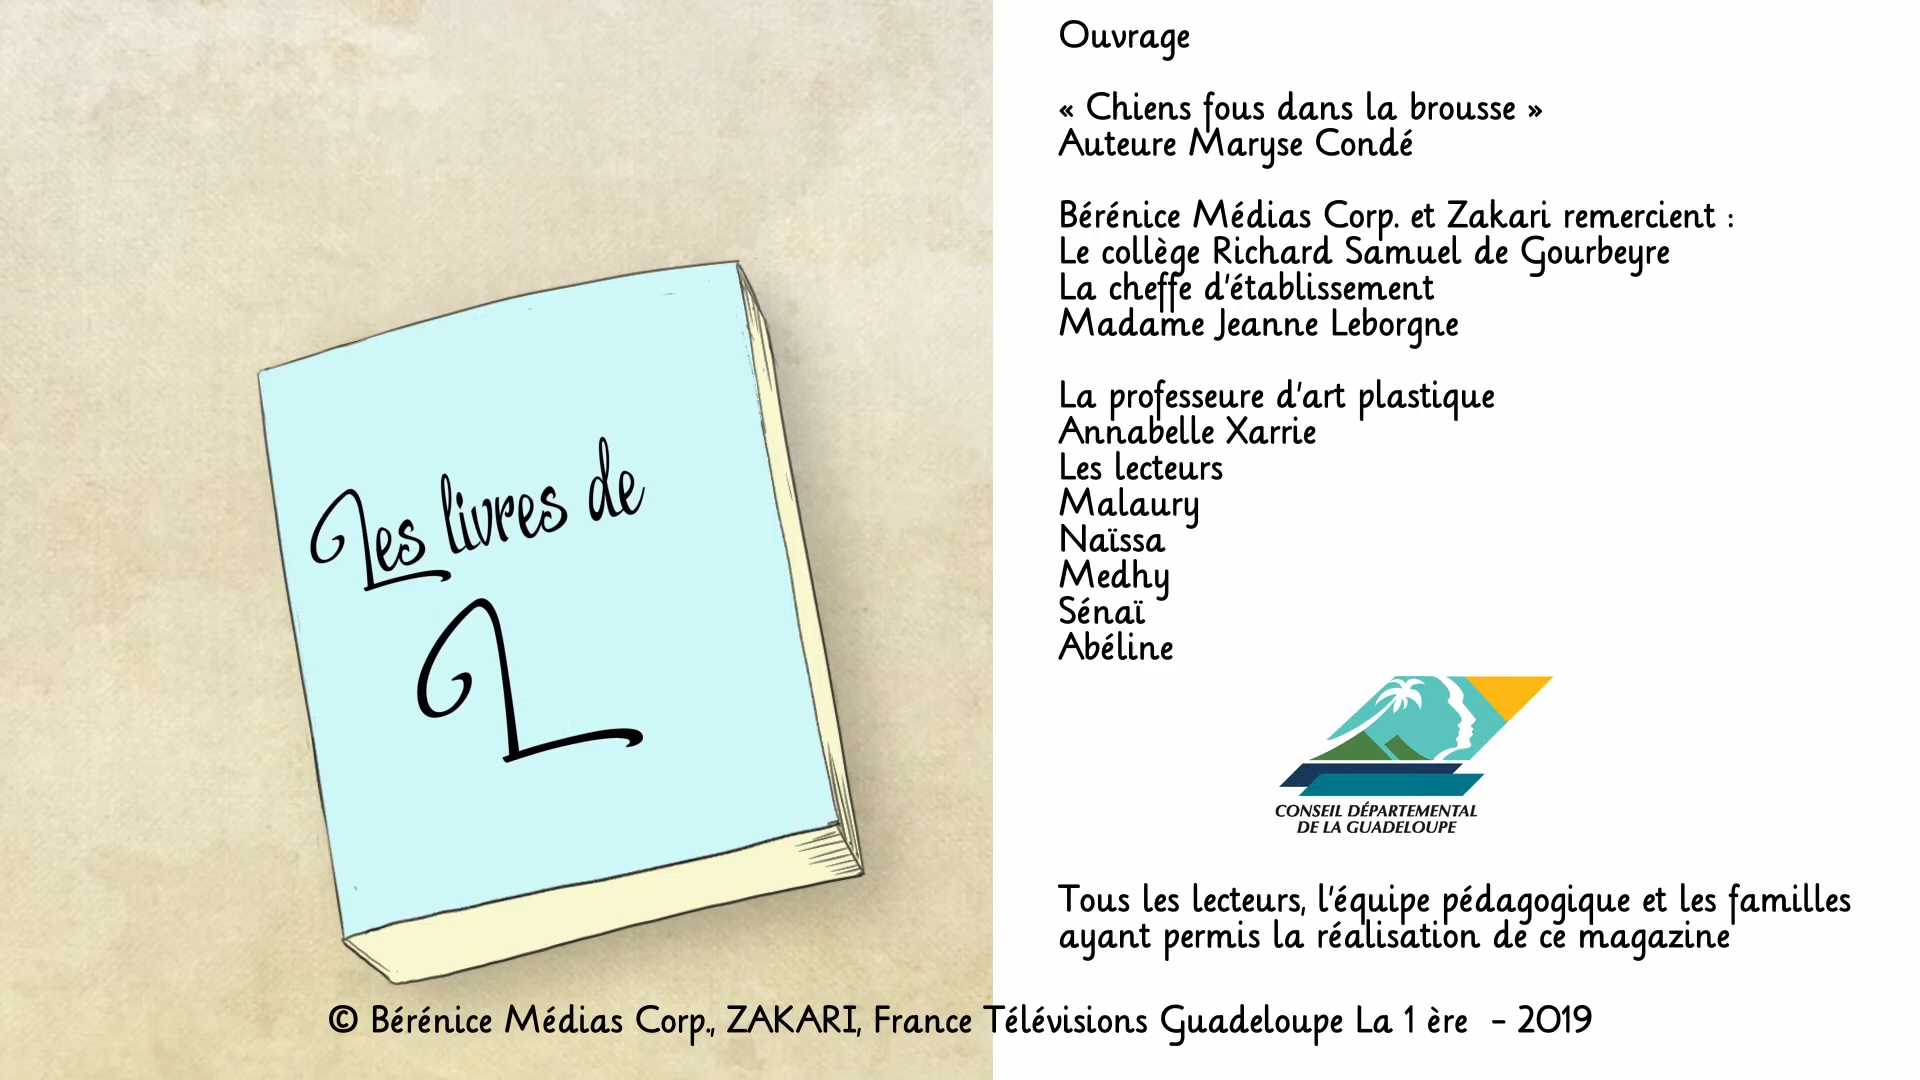 Les livres de
L
Ouvrage
« Chiens fous dans la brousse »
Auteure Maryse Condé
Bérénice Médias Corp. et Zakari remercient :
Le collège Richard Samuel de Gourbeyre
La cheffe d'établissement
Madame Jeanne Leborgne
La professeure d'art plastique
Annabelle Xarrie
Les lecteurs
Malaury
Naïssa
Medhy
Sénaï
Abéline
CONSEIL DÉPARTEMENTAL
DE LA GUADELOUPE
Tous les lecteurs, l'équipe pédagogique et les familles
ayant permis la réalisation de ce magazine
© Bérénice Médias Corp., ZAKARI, France Télévisions Guadeloupe La 1 ère - 2019